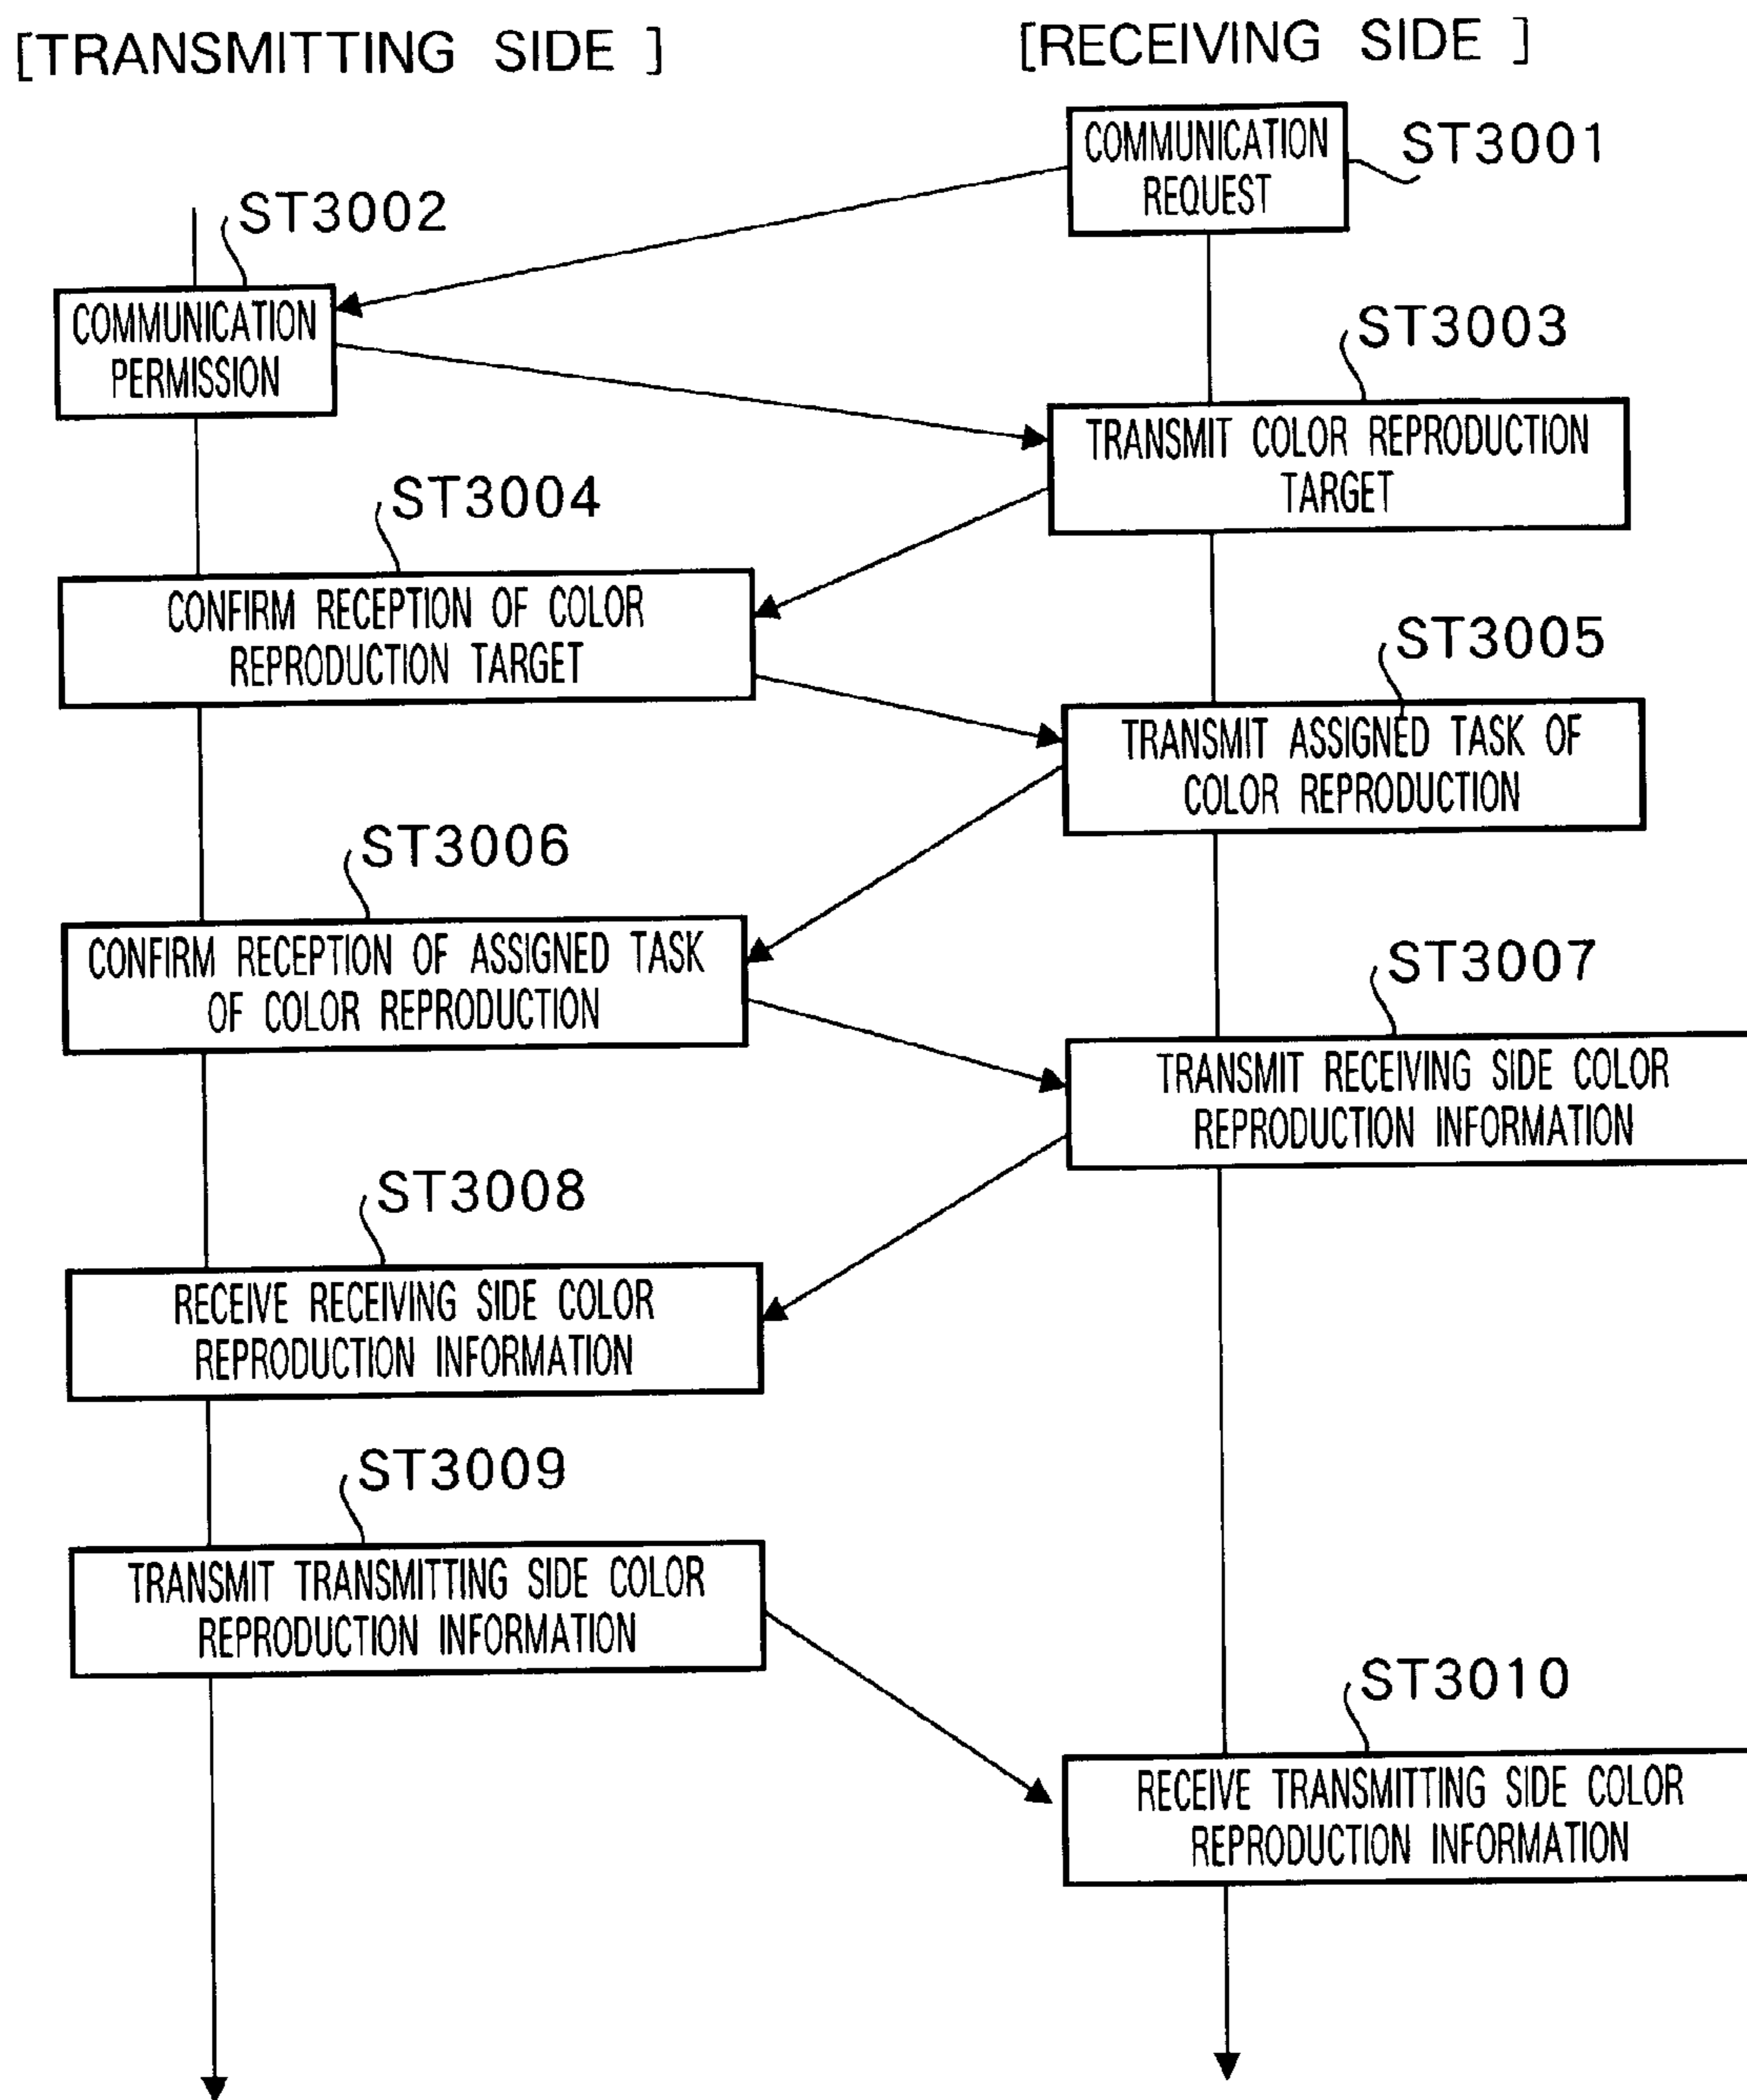 [TRANSMITTING SIDE ]
[RECEIVING SIDE ]
COMMUNICATION
REQUEST
ST3001
ST3002
COMMUNICATION
PERMISSION
ST3003
TRANSMIT COLOR REPRODUCTION
TARGET
ST3004
CONFIRM RECEPTION OF COLOR
REPRODUCTION TARGET
ST3005
TRANSMIT ASSIGNED TASK OF
COLOR REPRODUCTION
ST3006
CONFIRM RECEPTION OF ASSIGNED TASK
OF COLOR REPRODUCTION
ST3007
TRANSMIT RECEIVING SIDE COLOR
REPRODUCTION INFORMATION
ST3008
RECEIVE RECEIVING SIDE COLOR
REPRODUCTION INFORMATION
ST3009
TRANSMIT TRANSMITTING SIDE COLOR
REPRODUCTION INFORMATION
ST3010
RECEIVE TRANSMITTING SIDE COLOR
REPRODUCTION INFORMATION